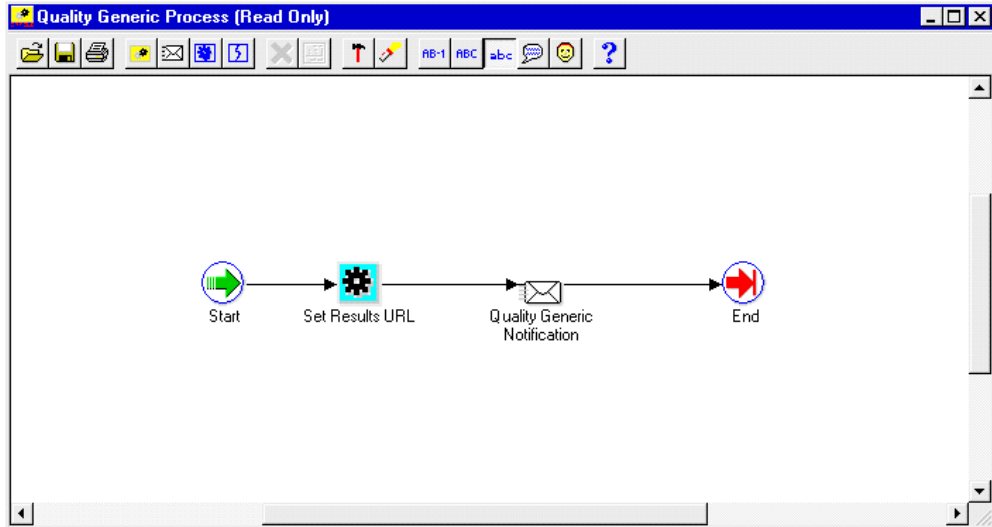 Quality Generic Process (Read Only)
AB-1 ABC abc ?
Start
Set Results URL
Quality Generic
Notification
End